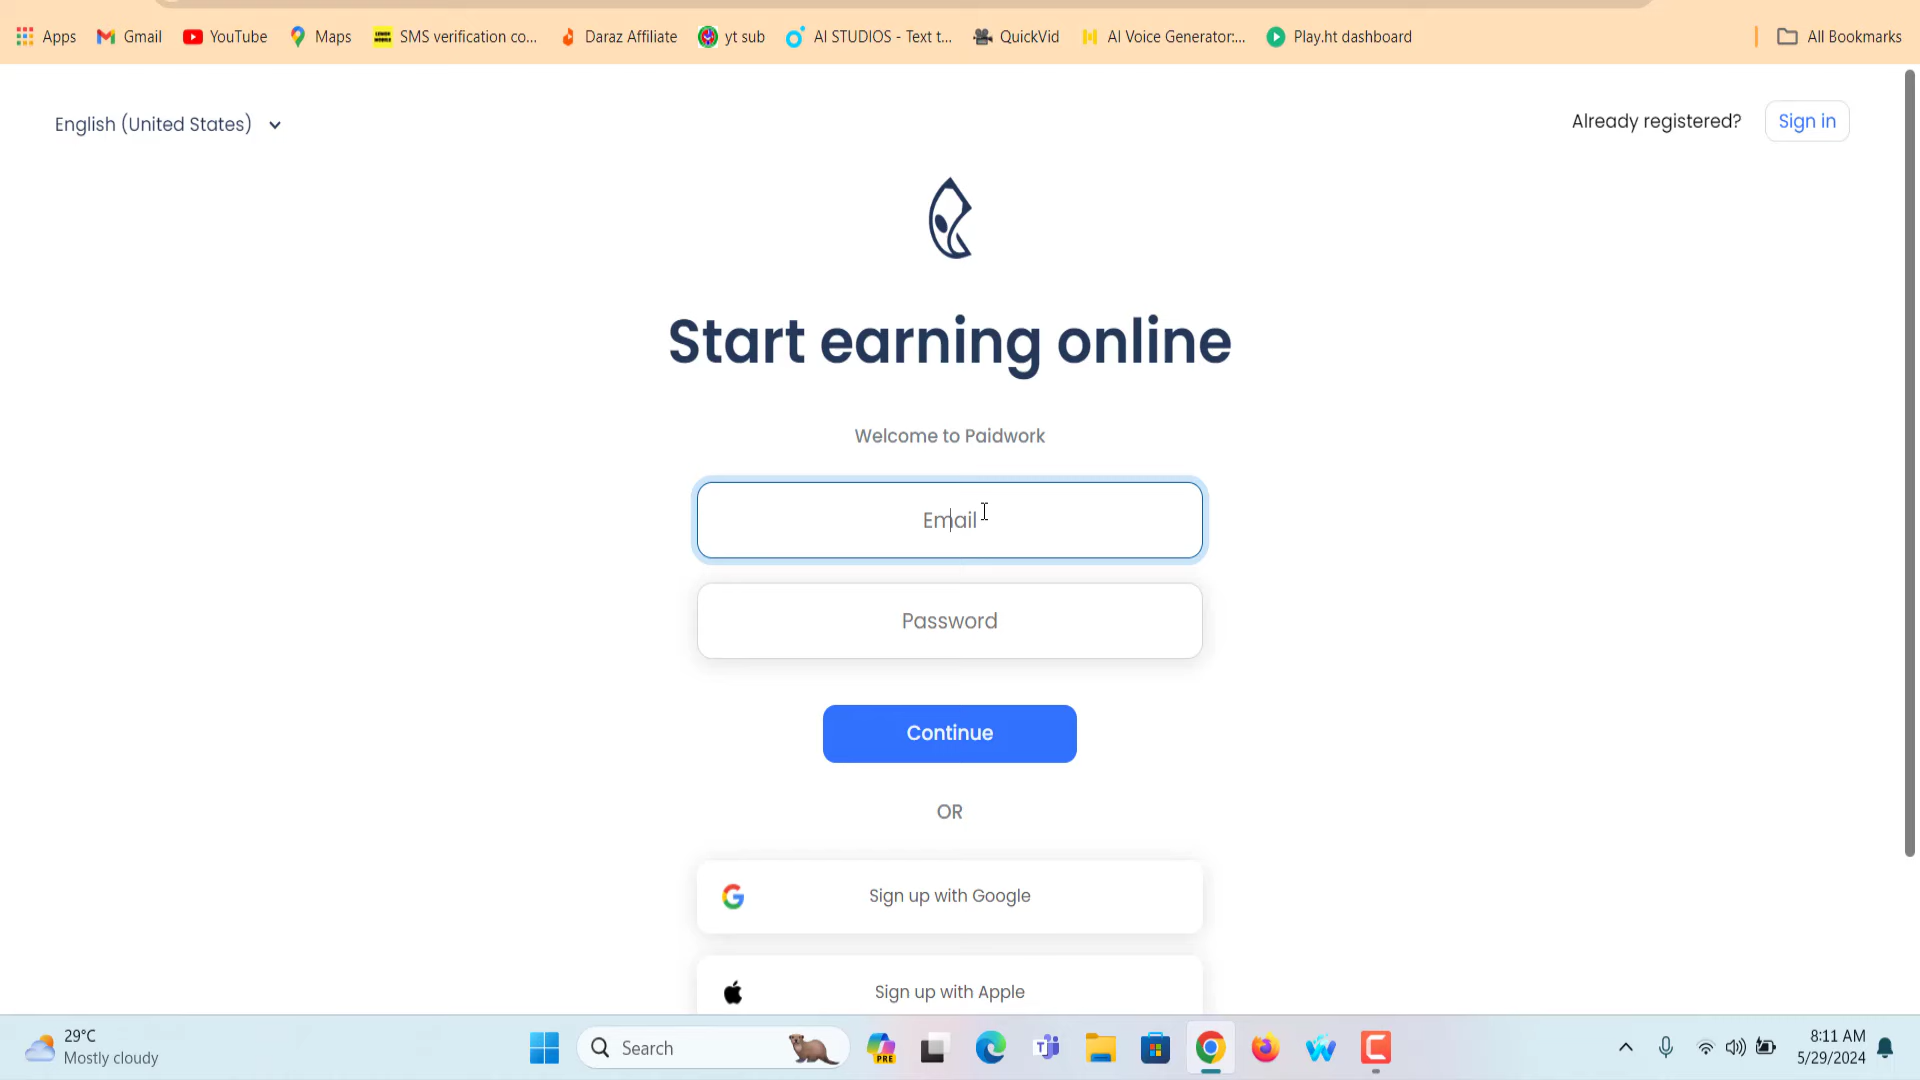 Apps Gmail YouTube Maps SMS verification co... Daraz Affiliate yt sub AI STUDIOS - Text t... QuickVid AI Voice Generator:... Play.ht dashboard All Bookmarks
English (United States) Already registered? Sign in
Start earning online
Welcome to Paidwork
Email
Password
Continue
OR
Sign up with Google
Sign up with Apple
29°C
Mostly cloudy
Search
PRE
8:11 AM
5/29/2024